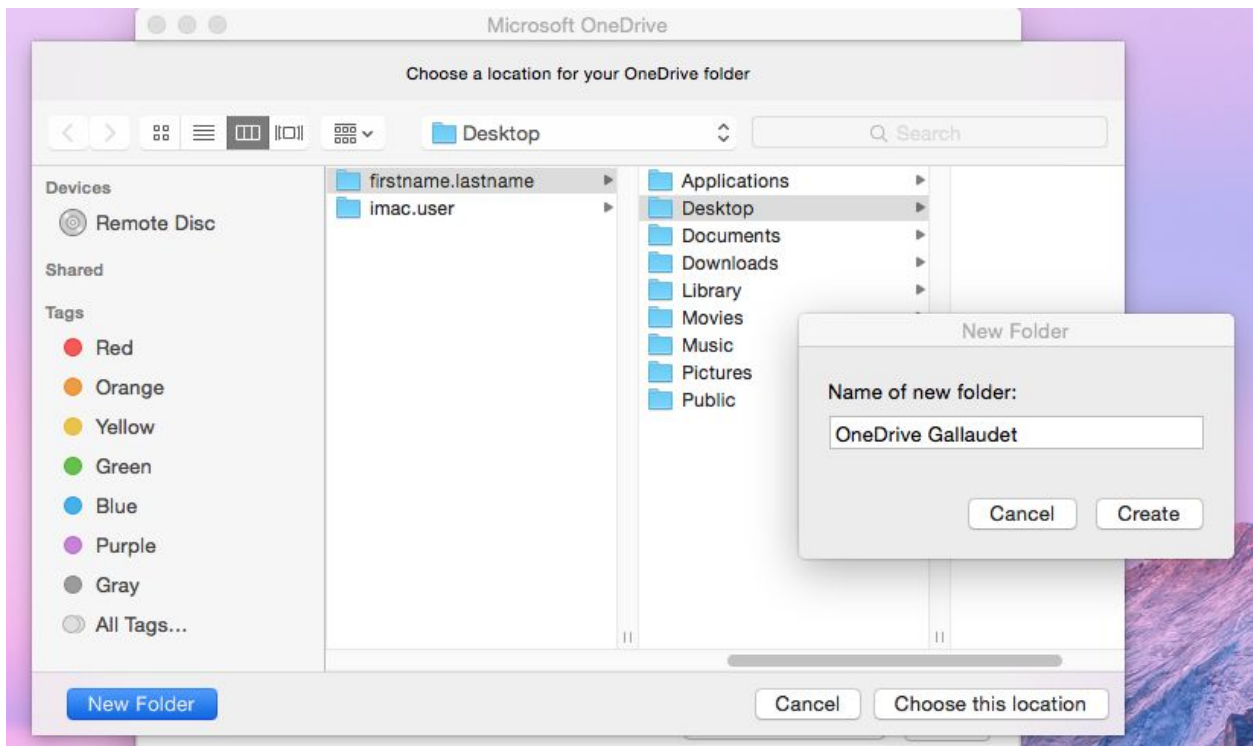 Microsoft OneDrive
Choose a location for your OneDrive folder
Desktop
Search
Devices
Remote Disc
Shared
Tags
Red
Orange
Yellow
Green
Blue
Purple
Gray
All Tags...
firstname.lastname
imac.user
Applications
Desktop
Documents
Downloads
Library
Movies
Music
Pictures
Public
New Folder
Name of new folder:
OneDrive Gallaudet
Cancel
Create
New Folder
Cancel
Choose this location